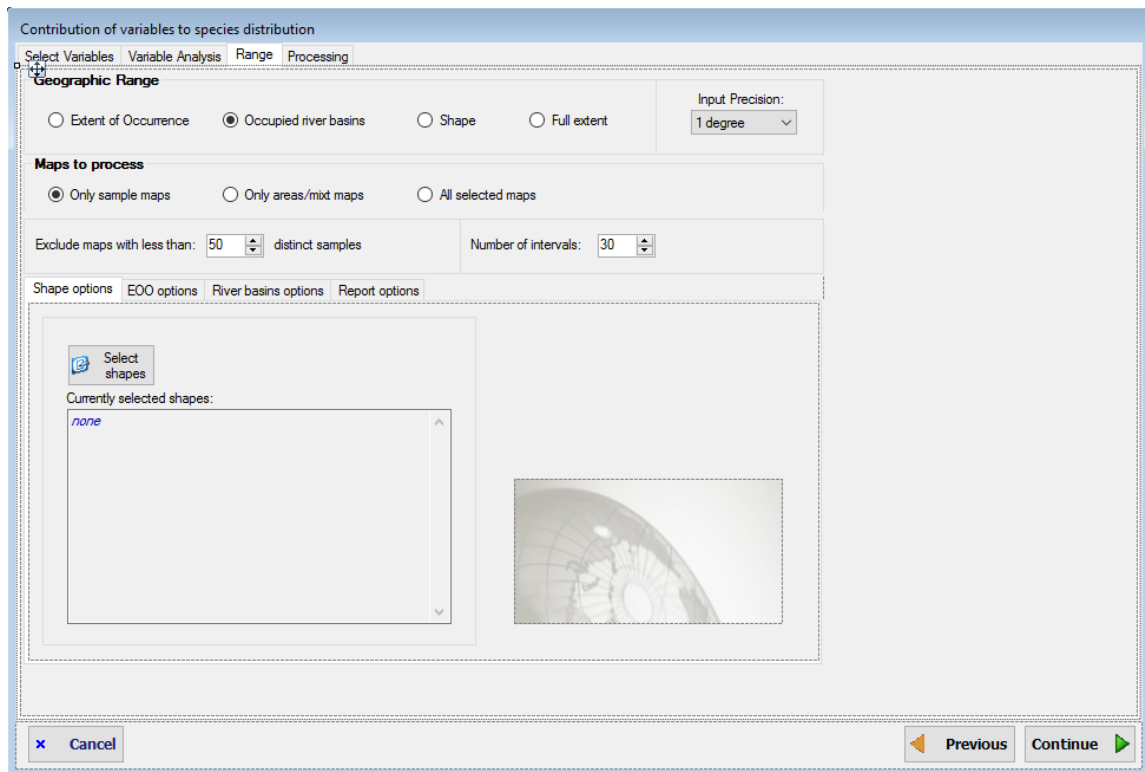 Contribution of variables to species distribution
Select Variables Variable Analysis Range Processing
Geographic Range
Input Precision:
Extent of Occurrence Occupied river basins Shape Full extent
1 degree
Maps to process
Only sample maps Only areas/mixt maps All selected maps
Exclude maps with less than: 50 distinct samples Number of intervals: 30
Shape options EOO options River basins options Report options
Select
shapes
Currently selected shapes:
none
Cancel Previous Continue